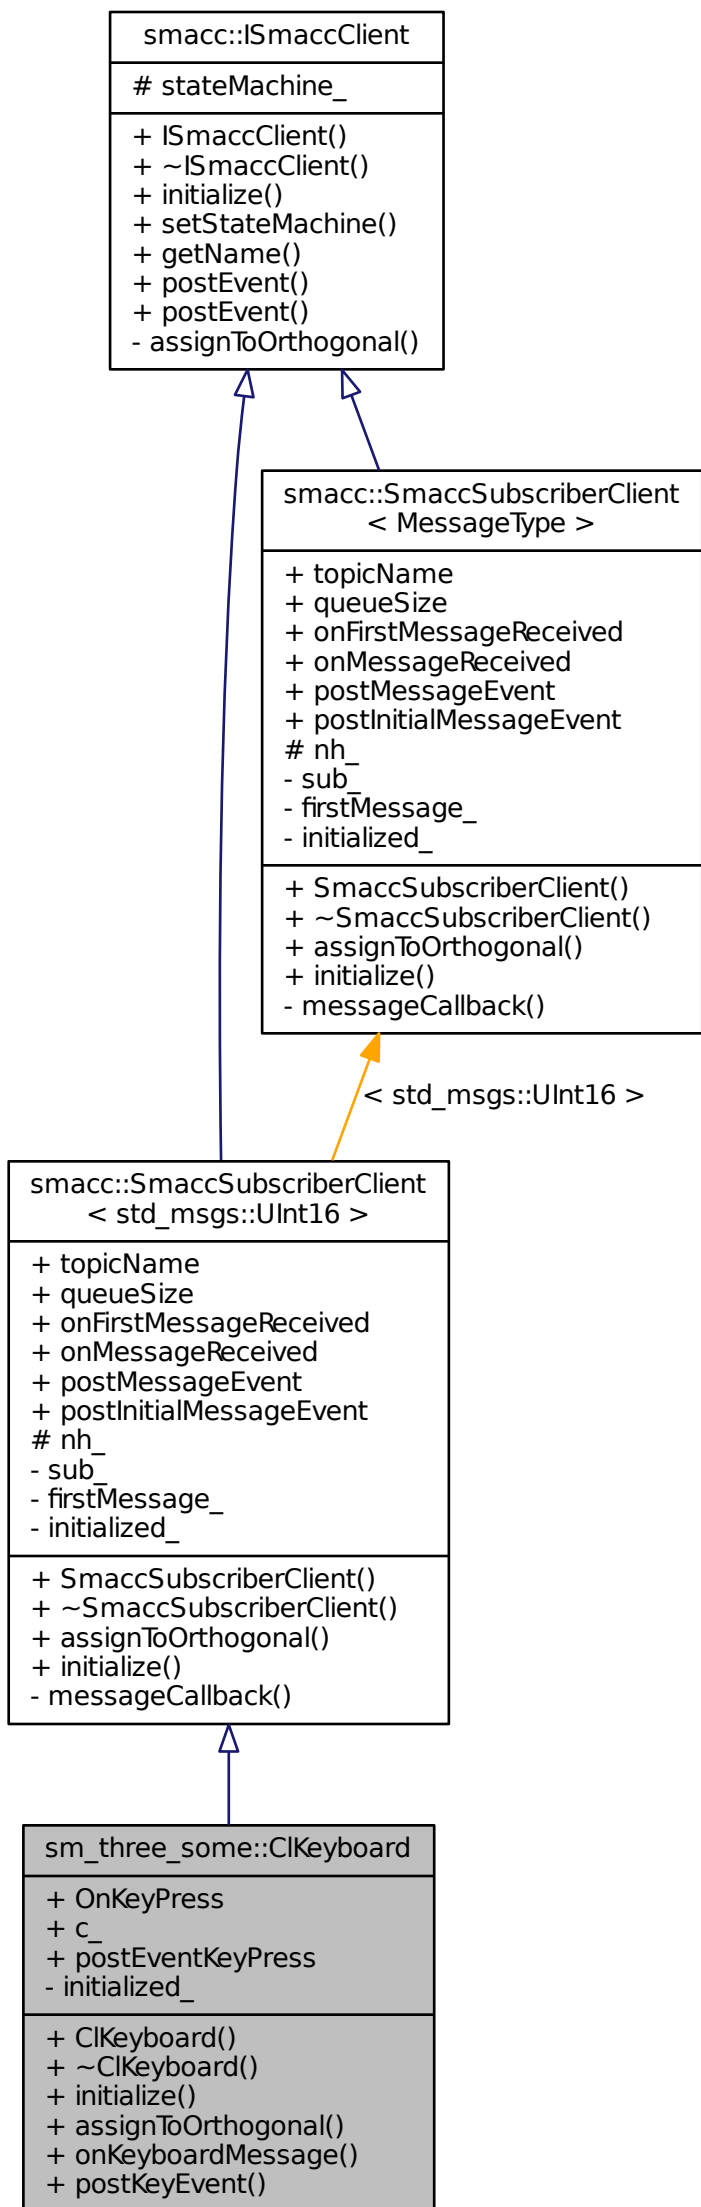 smacc::ISmaccClient
# stateMachine_
+ ISmaccClient()
+ ~ISmaccClient()
+ initialize()
+ setStateMachine()
+ getName()
+ postEvent()
+ postEvent()
- assignToOrthogonal()
smacc::SmaccSubscriberClient
< MessageType >
+ topicName
+ queueSize
+ onFirstMessageReceived
+ onMessageReceived
+ postMessageEvent
+ postInitialMessageEvent
# nh_
- sub_
- firstMessage_
- initialized_
+ SmaccSubscriberClient()
+ ~SmaccSubscriberClient()
+ assignToOrthogonal()
+ initialize()
- messageCallback()
< std_msgs::UInt16 >
smacc::SmaccSubscriberClient
< std_msgs::UInt16 >
+ topicName
+ queueSize
+ onFirstMessageReceived
+ onMessageReceived
+ postMessageEvent
+ postInitialMessageEvent
# nh_
- sub_
- firstMessage_
- initialized_
+ SmaccSubscriberClient()
+ ~SmaccSubscriberClient()
+ assignToOrthogonal()
+ initialize()
- messageCallback()
sm_three_some::ClKeyboard
+ OnKeyPress
+ c_
+ postEventKeyPress
- initialized_
+ ClKeyboard()
+ ~ClKeyboard()
+ initialize()
+ assignToOrthogonal()
+ onKeyboardMessage()
+ postKeyEvent()